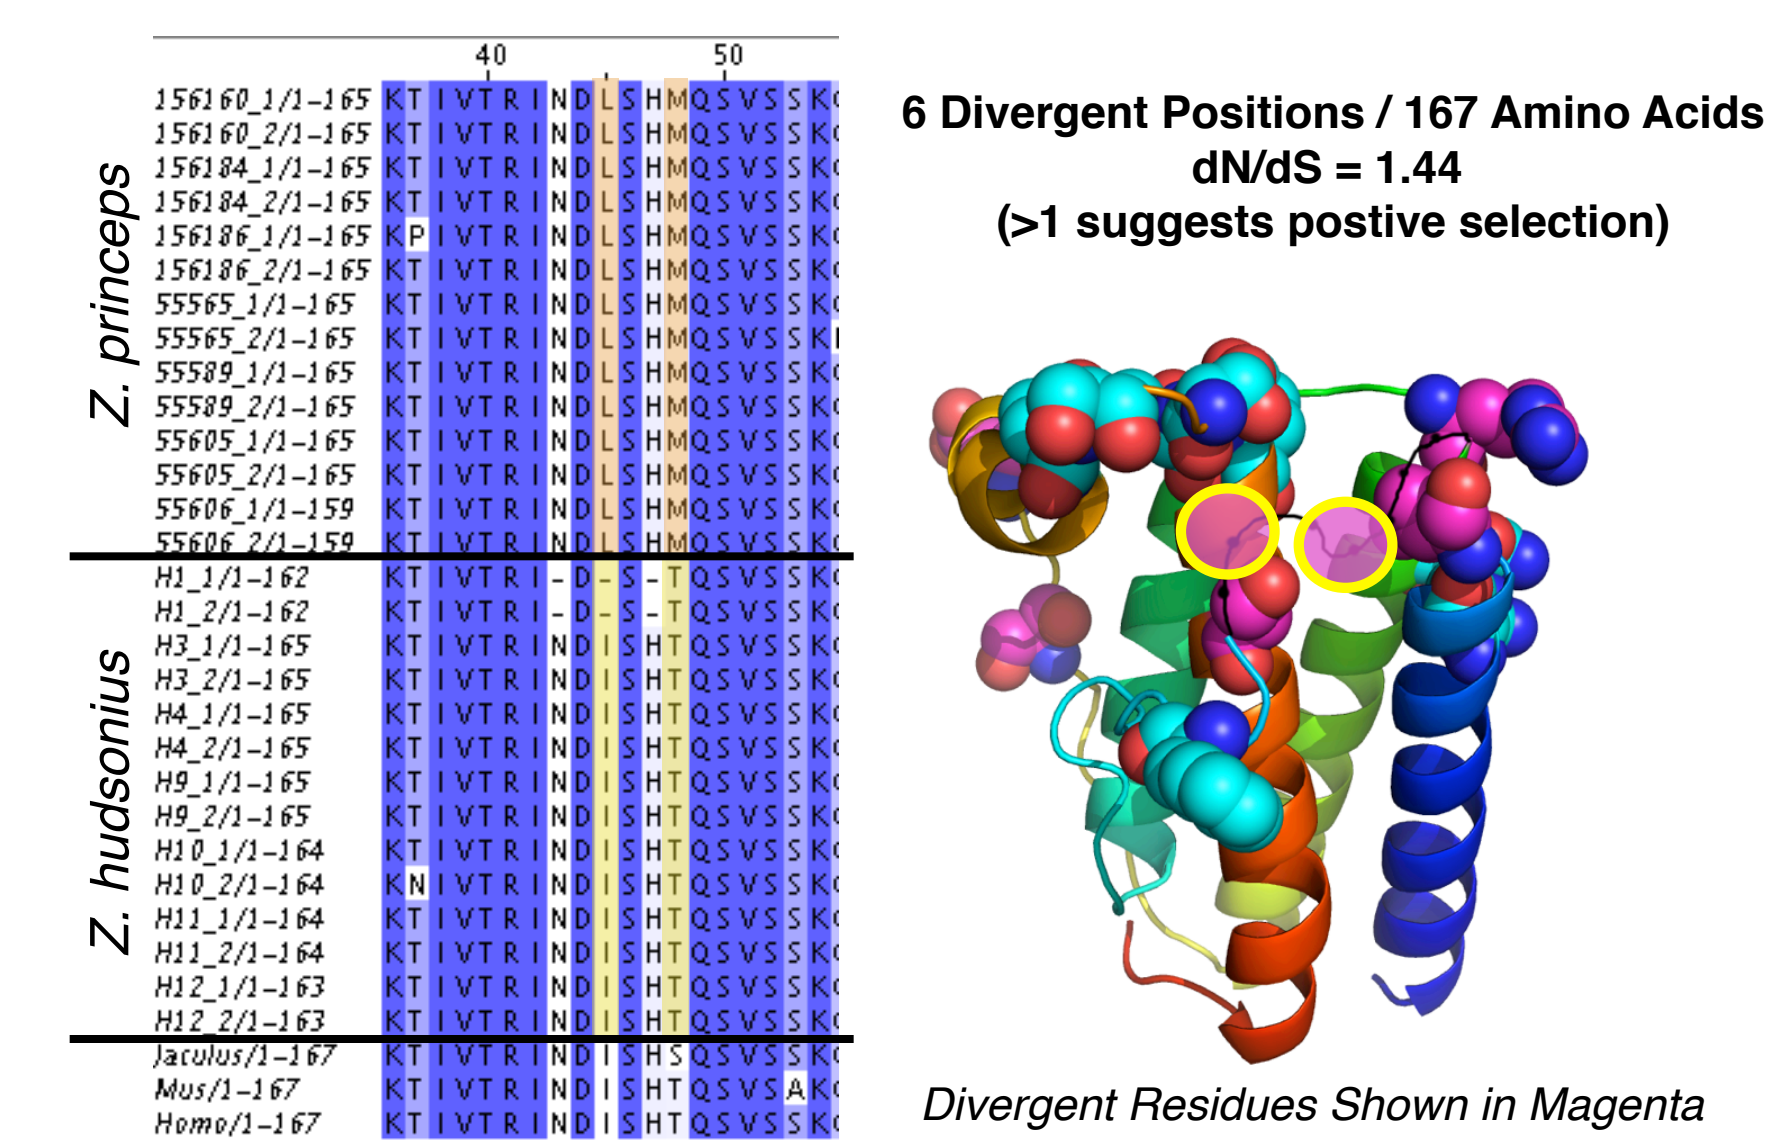 40 50
156160_1/1-165 KTIVTRINDLSHMQSVSSK
156160_2/1-165 KTIVTRINDLSHMQSVSSK
156184_1/1-165 KTIVTRINDLSHMQSVSSK
156184_2/1-165 KTIVTRINDLSHMQSVSSK
156186_1/1-165 KPIVTRINDLSHMQSVSSK
156186_2/1-165 KTIVTRINDLSHMQSVSSK
55565_1/1-165 KTIVTRINDLSHMQSVSSK
55565_2/1-165 KTIVTRINDLSHMQSVSSK
55589_1/1-165 KTIVTRINDLSHMQSVSSK
55589_2/1-165 KTIVTRINDLSHMQSVSSK
55605_1/1-165 KTIVTRINDLSHMQSVSSK
55605_2/1-165 KTIVTRINDLSHMQSVSSK
55606_1/1-159 KTIVTRINDLSHMQSVSSK
55606_2/1-159 KTIVTRINDLSHMQSVSSK
Z. princeps
H1_1/1-162 KTIVTRI-D-S-TQSVSSK
H1_2/1-162 KTIVTRI-D-S-TQSVSSK
H3_1/1-165 KTIVTRINDISHTQSVSSK
H3_2/1-165 KTIVTRINDISHTQSVSSK
H4_1/1-165 KTIVTRINDISHTQSVSSK
H4_2/1-165 KTIVTRINDISHTQSVSSK
H9_1/1-165 KTIVTRINDISHTQSVSSK
H9_2/1-165 KTIVTRINDISHTQSVSSK
H10_1/1-164 KTIVTRINDISHTQSVSSK
H10_2/1-164 KNIVTRINDISHTQSVSSK
H11_1/1-164 KTIVTRINDISHTQSVSSK
H11_2/1-164 KTIVTRINDISHTQSVSSK
H12_1/1-163 KTIVTRINDISHTQSVSSK
H12_2/1-163 KTIVTRINDISHTQSVSSK
Z. hudsonius
Jaculus/1-167 KTIVTRINDISHSQSVSSK
Mus/1-167 KTIVTRINDISHTQSVSAK
Homo/1-167 KTIVTRINDISHTQSVSSK
6 Divergent Positions / 167 Amino Acids
dN/dS = 1.44
(>1 suggests postive selection)
Divergent Residues Shown in Magenta